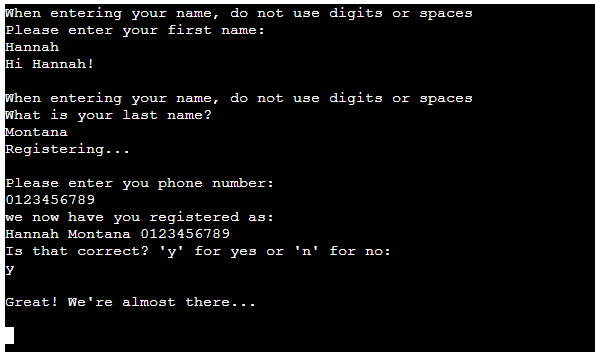 When entering your name, do not use digits or spaces
Please enter your first name:
Hannah
Hi Hannah!
When entering your name, do not use digits or spaces
What is your last name?
Montana
Registering...
Please enter you phone number:
0123456789
we now have you registered as:
Hannah Montana 0123456789
Is that correct? 'y' for yes or 'n' for no:
y
Great! We're almost there...